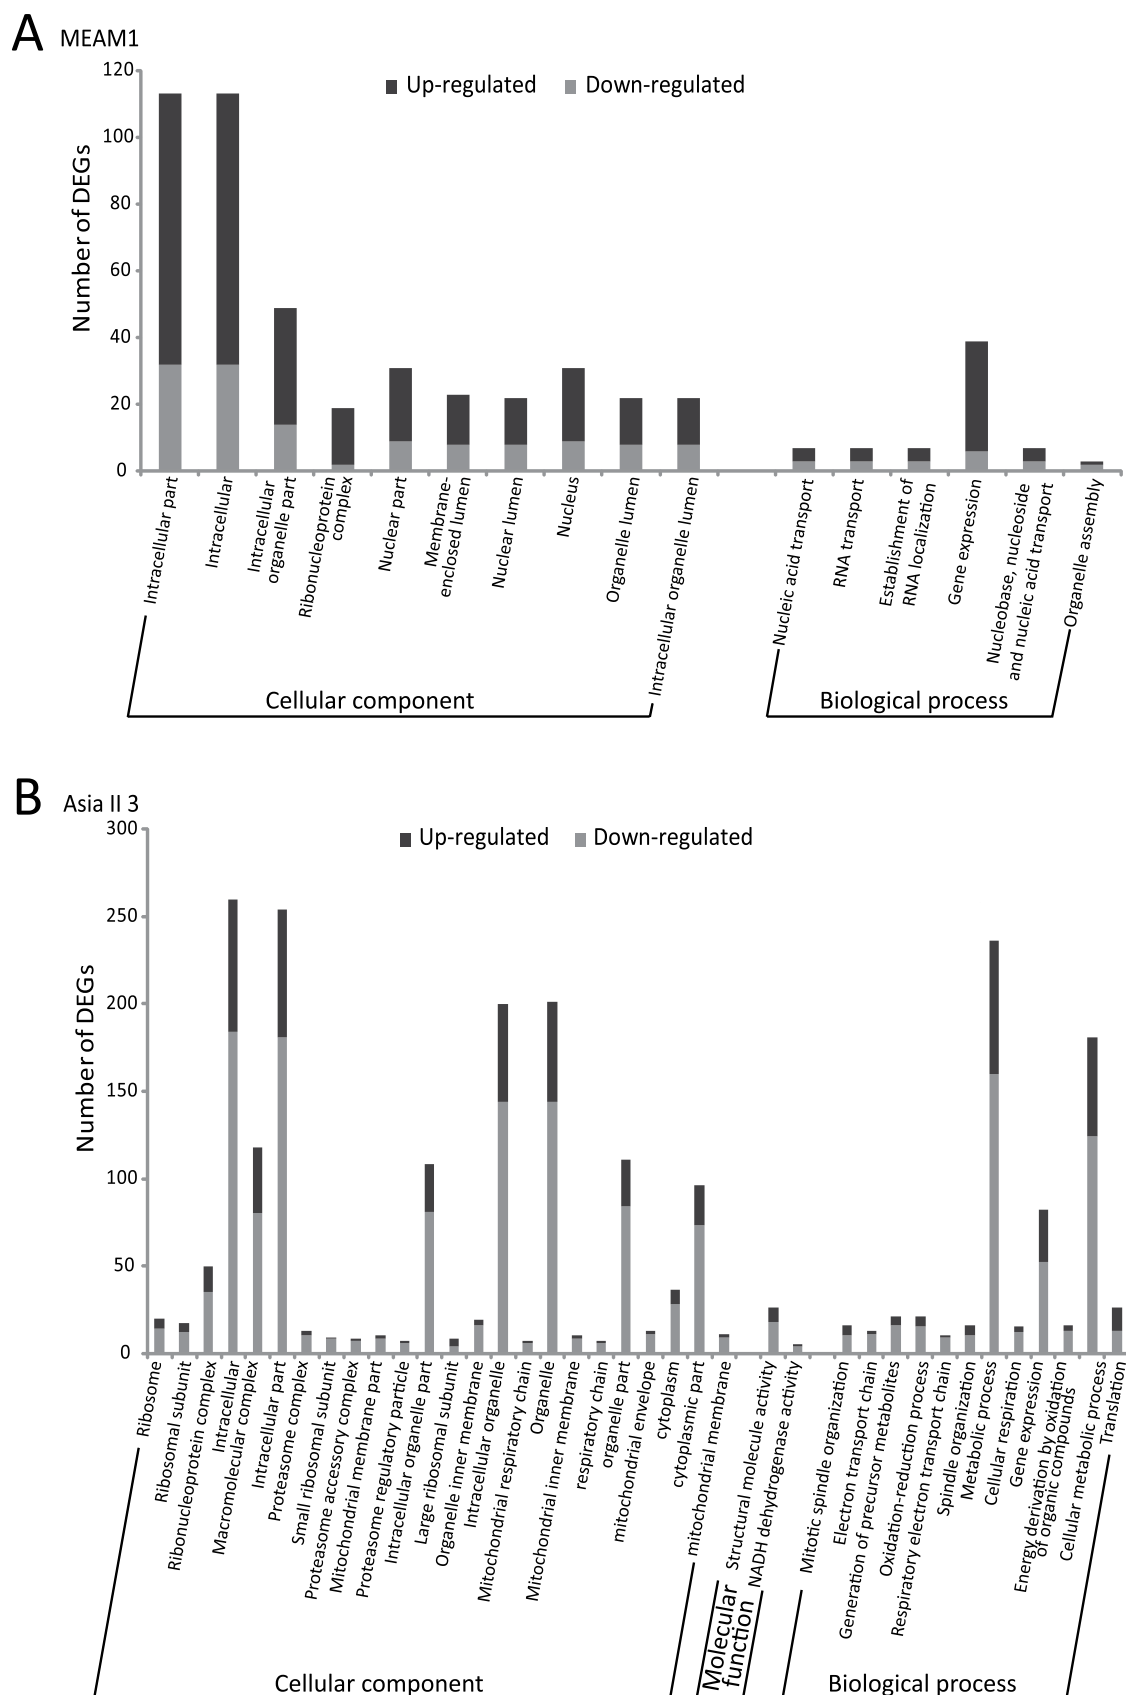 A MEAM1
Up-regulated Down-regulated
Number of DEGs
120
100
80
60
40
20
0
Intracellular part
Intracellular
Intracellular
organelle part
Ribonucleoprotein
complex
Nuclear part
Membrane-
enclosed lumen
Nuclear lumen
Nucleus
Organelle lumen
Intracellular organelle lumen
Nucleic acid transport
RNA transport
Establishment of
RNA localization
Gene expression
Nucleobase, nucleoside
and nucleic acid transport
Organelle assembly
Cellular component
Biological process
B Asia II 3
Up-regulated Down-regulated
Number of DEGs
300
250
200
150
100
50
0
Ribosome
Ribosomal subunit
Ribonucleoprotein complex
Intracellular
Macromolecular complex
Intracellular part
Proteasome complex
Small ribosomal subunit
Proteasome accessory complex
Mitochondrial membrane part
Proteasome regulatory particle
Intracellular organelle part
Large ribosomal subunit
Organelle inner membrane
Intracellular organelle
Mitochondrial respiratory chain
Organelle
Mitochondrial inner membrane
respiratory chain
organelle part
mitochondrial envelope
cytoplasm
cytoplasmic part
mitochondrial membrane
Structural molecule activity
NADH dehydrogenase activity
Mitotic spindle organization
Electron transport chain
Generation of precursor metabolites
Oxidation-reduction process
Respiratory electron transport chain
Spindle organization
Metabolic process
Cellular respiration
Gene expression
Energy derivation by oxidation
of organic compounds
Cellular metabolic process
Translation
Cellular component
Molecular
function
Biological process